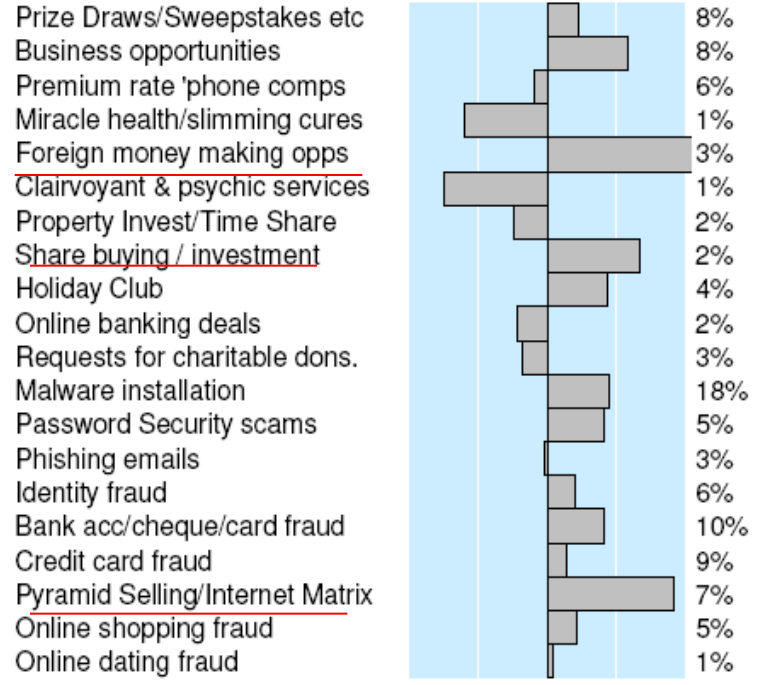 Prize Draws/Sweepstakes etc 8%
Business opportunities 8%
Premium rate 'phone comps 6%
Miracle health/slimming cures 1%
Foreign money making opps 3%
Clairvoyant & psychic services 1%
Property Invest/Time Share 2%
Share buying / investment 2%
Holiday Club 4%
Online banking deals 2%
Requests for charitable dons. 3%
Malware installation 18%
Password Security scams 5%
Phishing emails 3%
Identity fraud 6%
Bank acc/cheque/card fraud 10%
Credit card fraud 9%
Pyramid Selling/Internet Matrix 7%
Online shopping fraud 5%
Online dating fraud 1%